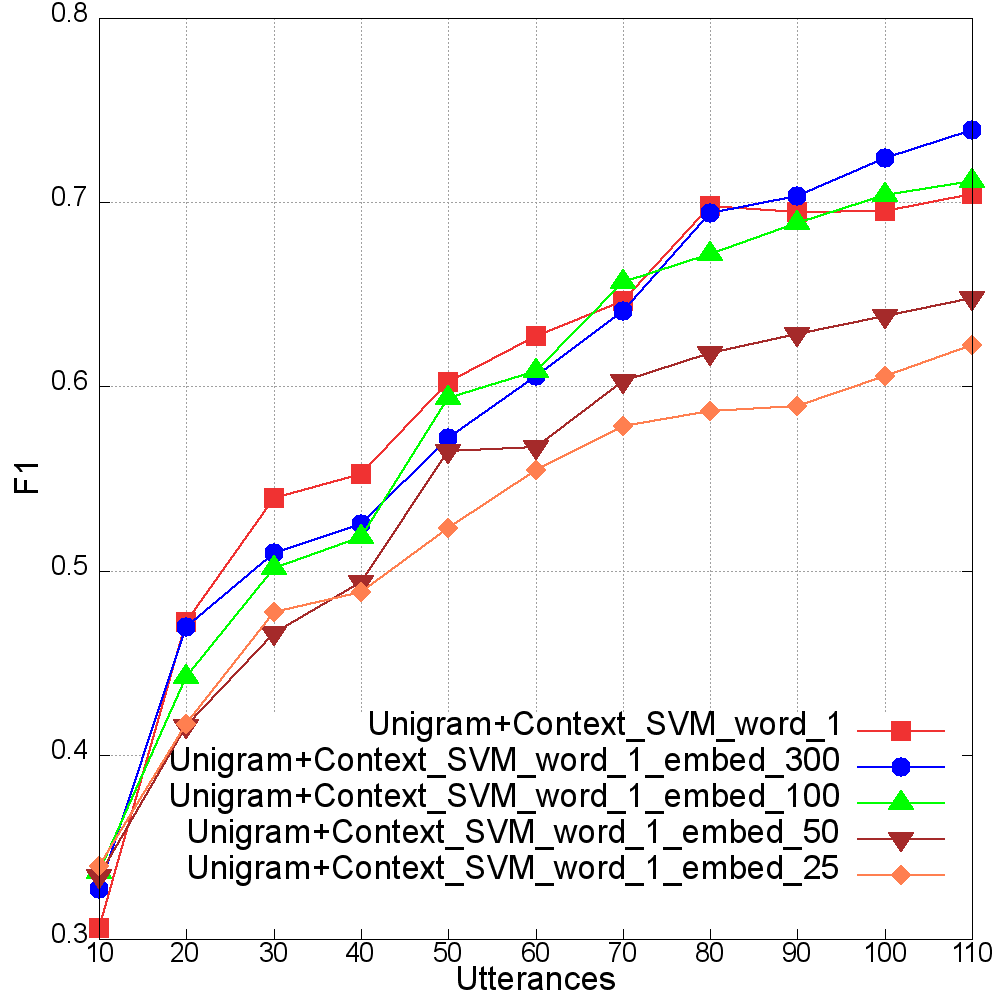 0.8
0.7
0.6
0.5
0.4
0.3
F1
Unigram+Context_SVM_word_1
Unigram+Context_SVM_word_1_embed_300
Unigram+Context_SVM_word_1_embed_100
Unigram+Context_SVM_word_1_embed_50
Unigram+Context_SVM_word_1_embed_25
10 20 30 40 50 60 70 80 90 100 110
Utterances